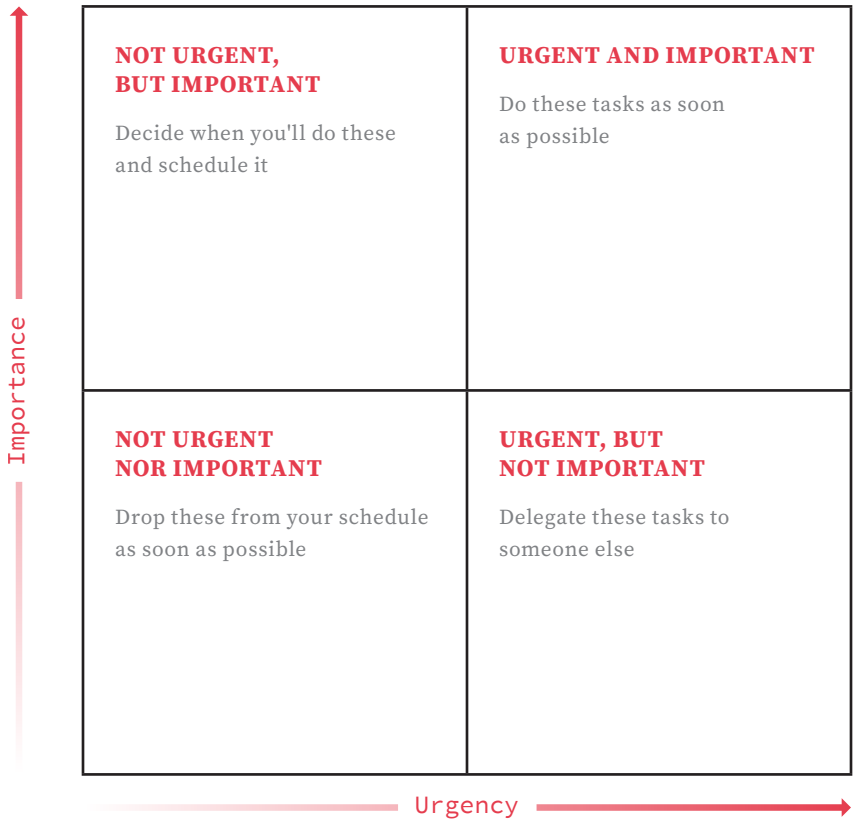 NOT URGENT,
BUT IMPORTANT
Decide when you'll do these
and schedule it
URGENT AND IMPORTANT
Do these tasks as soon
as possible
Importance
NOT URGENT
NOR IMPORTANT
Drop these from your schedule
as soon as possible
URGENT, BUT
NOT IMPORTANT
Delegate these tasks to
someone else
Urgency